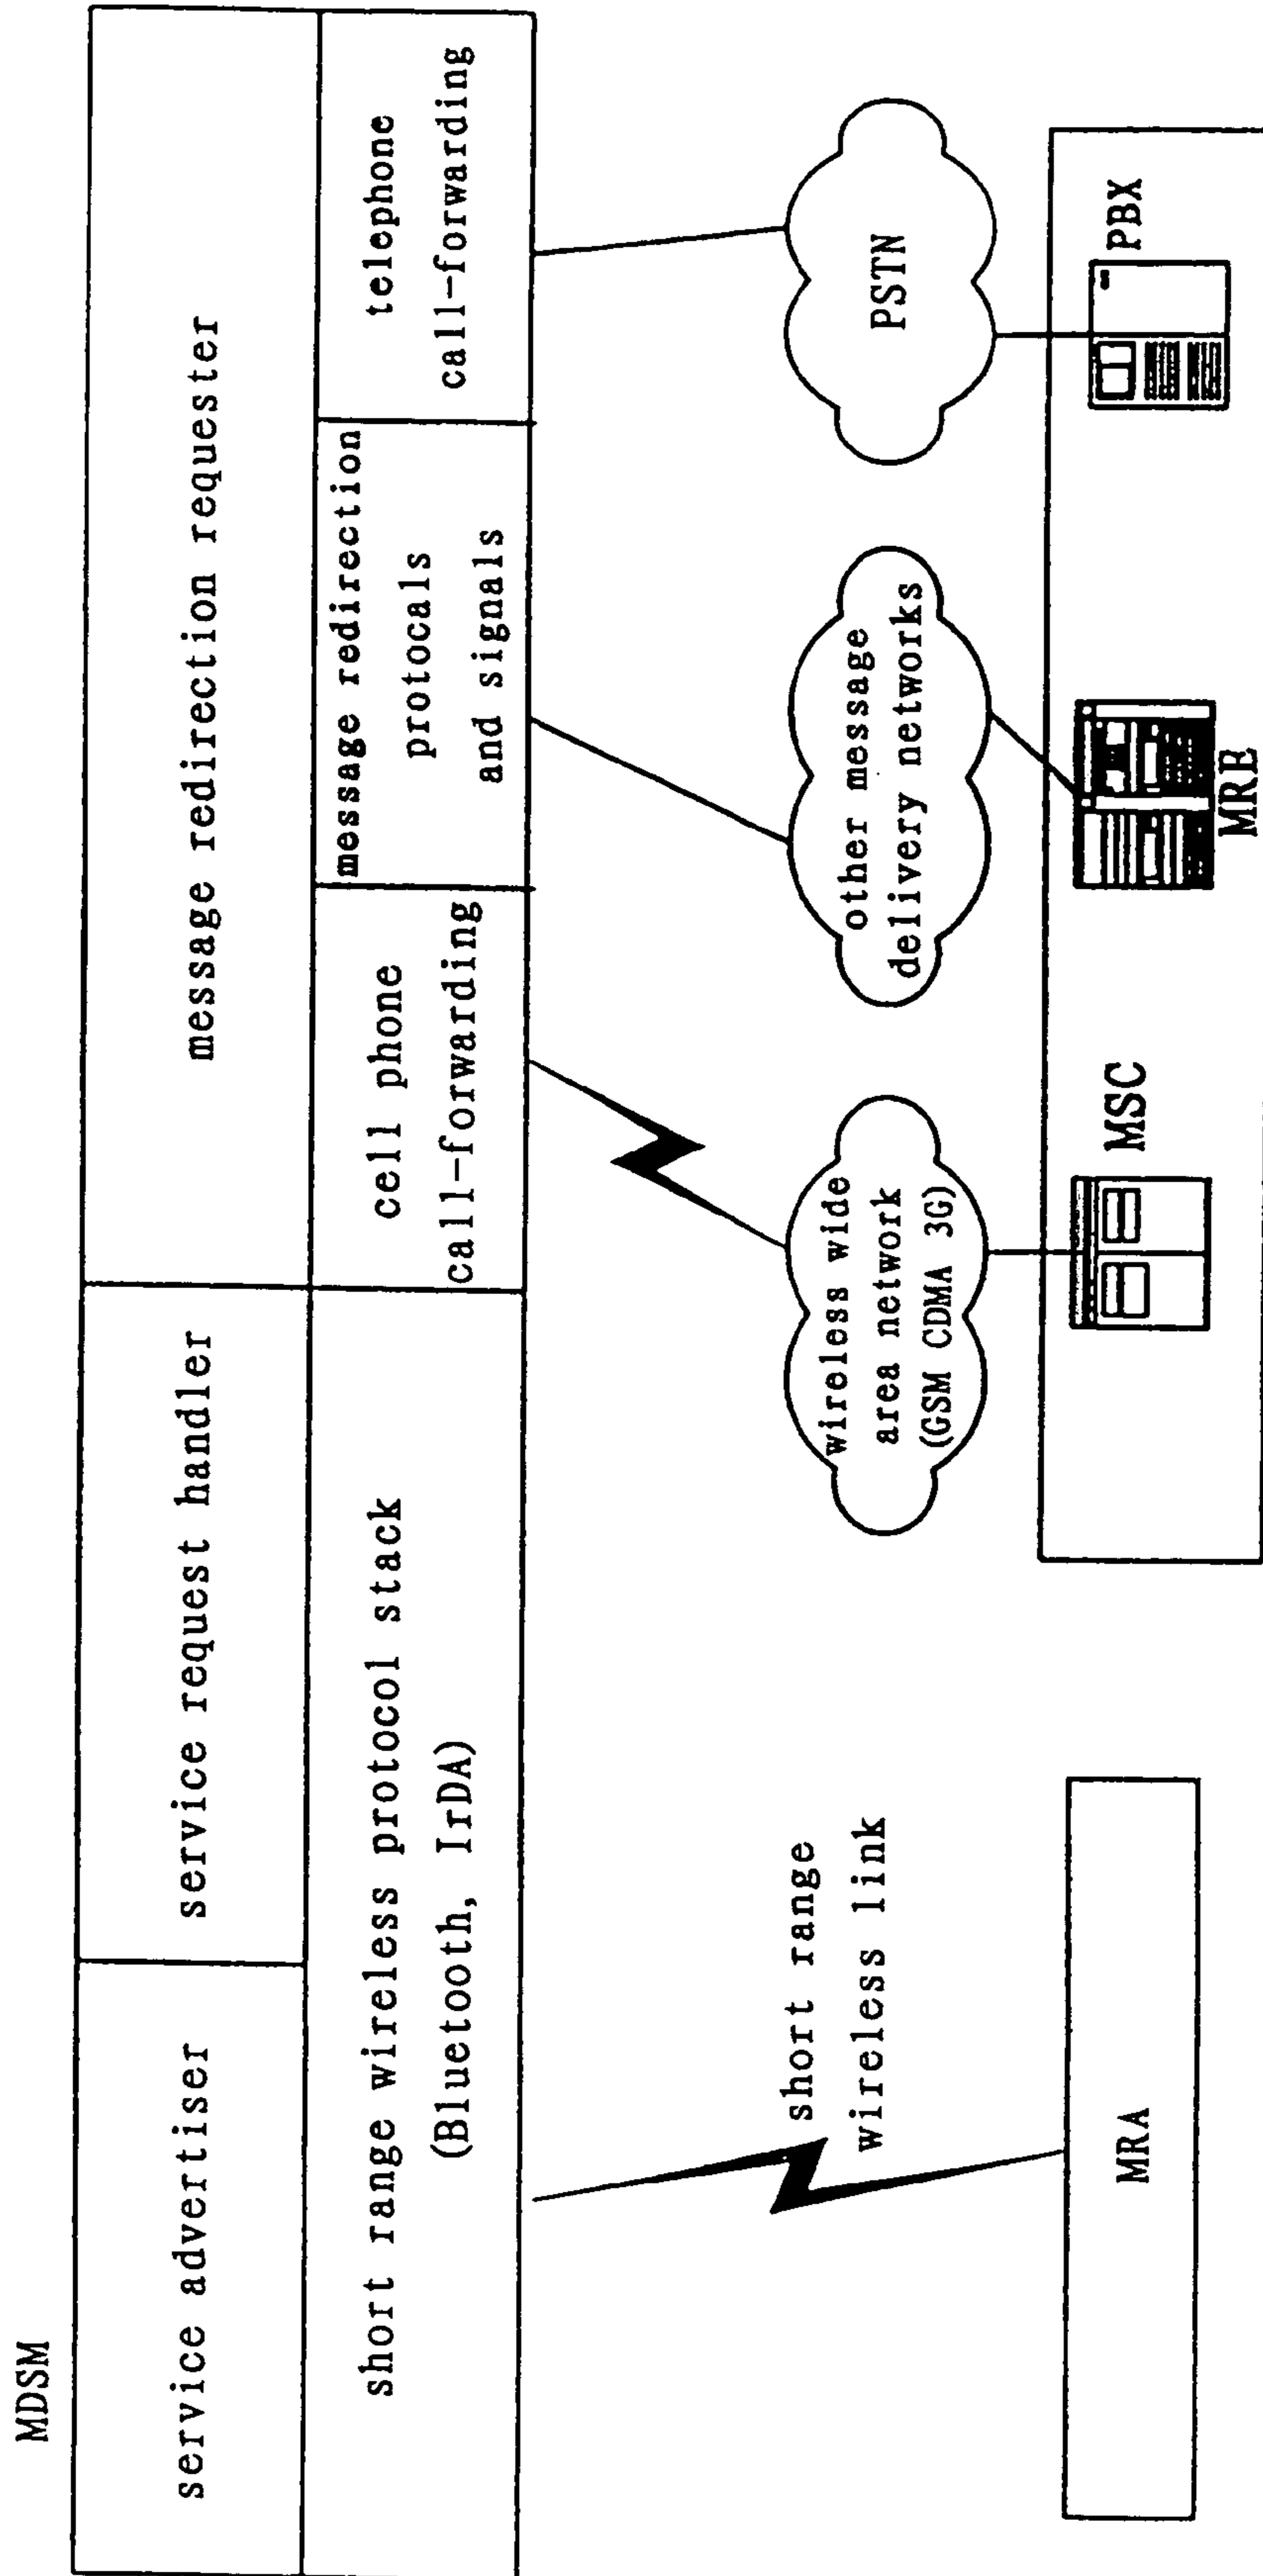 MDSM
service advertiser
service request handler
message redirection requester
short range wireless protocol stack
(Bluetooth, IrDA)
cell phone
call-forwarding
message redirection
protocals
and signals
telephone
call-forwarding
short range
wireless link
wireless wide
area network
(GSM CDMA 3G)
other message
delivery networks
PSTN
MRA
MSC
MRE
PBX